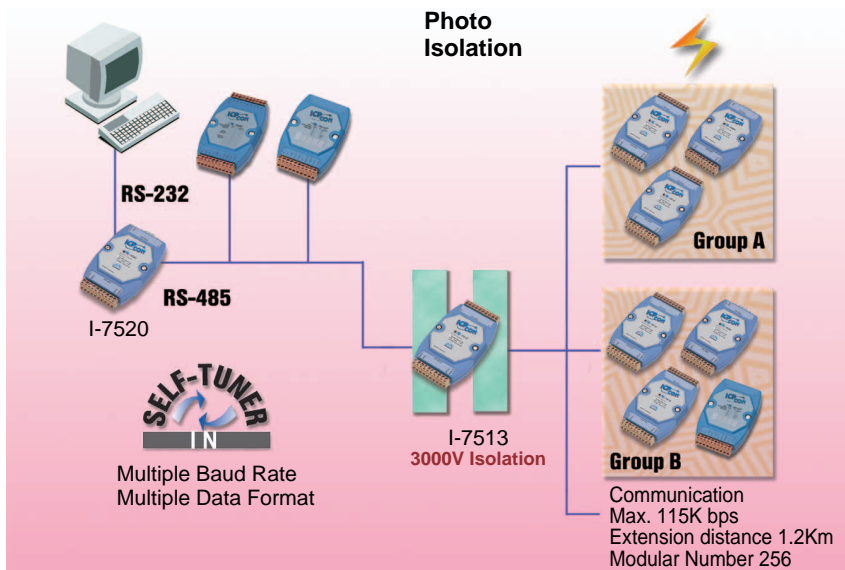 Photo
Isolation
RS-232
RS-485
I-7520
SELF-TUNER
IN
Multiple Baud Rate
Multiple Data Format
I-7513
3000V Isolation
Group A
Group B
Communication
Max. 115K bps
Extension distance 1.2Km
Modular Number 256